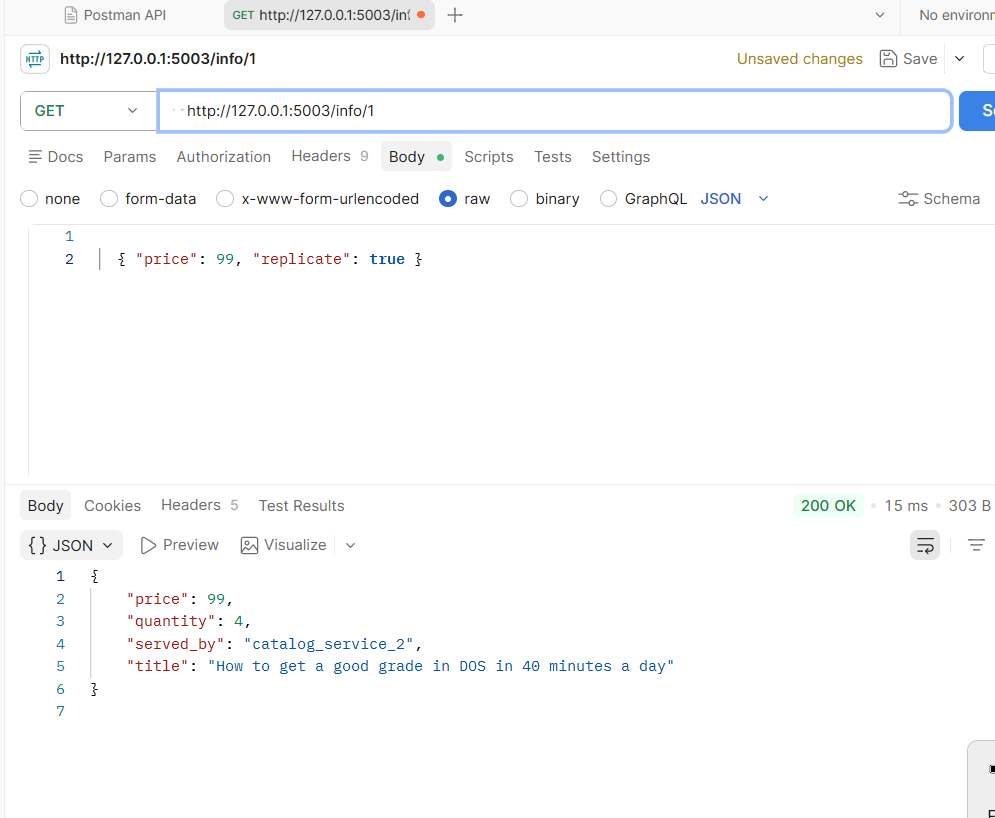 Postman API
GET http://127.0.0.1:5003/inf
No environm
HTTP http://127.0.0.1:5003/info/1
Unsaved changes
Save
GET
http://127.0.0.1:5003/info/1
S
Docs Params Authorization Headers 9 Body Scripts Tests Settings
none form-data x-www-form-urlencoded raw binary GraphQL JSON Schema
1
2 { "price": 99, "replicate": true }
Body Cookies Headers 5 Test Results
200 OK • 15 ms • 303 B
{} JSON Preview Visualize
1 {
2 "price": 99,
3 "quantity": 4,
4 "served_by": "catalog_service_2",
5 "title": "How to get a good grade in DOS in 40 minutes a day"
6 }
7